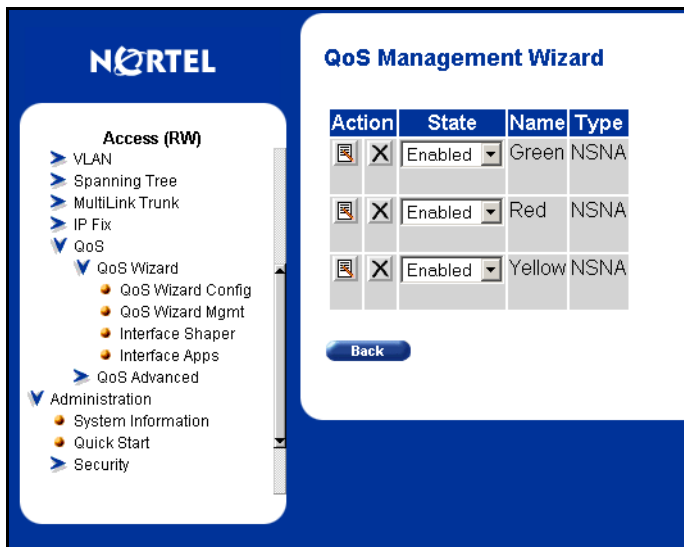 NORTEL
Access (RW)
VLAN
Spanning Tree
MultiLink Trunk
IP Fix
QoS
QoS Wizard
QoS Wizard Config
QoS Wizard Mgmt
Interface Shaper
Interface Apps
QoS Advanced
Administration
System Information
Quick Start
Security
QoS Management Wizard
Action State Name Type
Enabled Green NSNA
Enabled Red NSNA
Enabled Yellow NSNA
Back